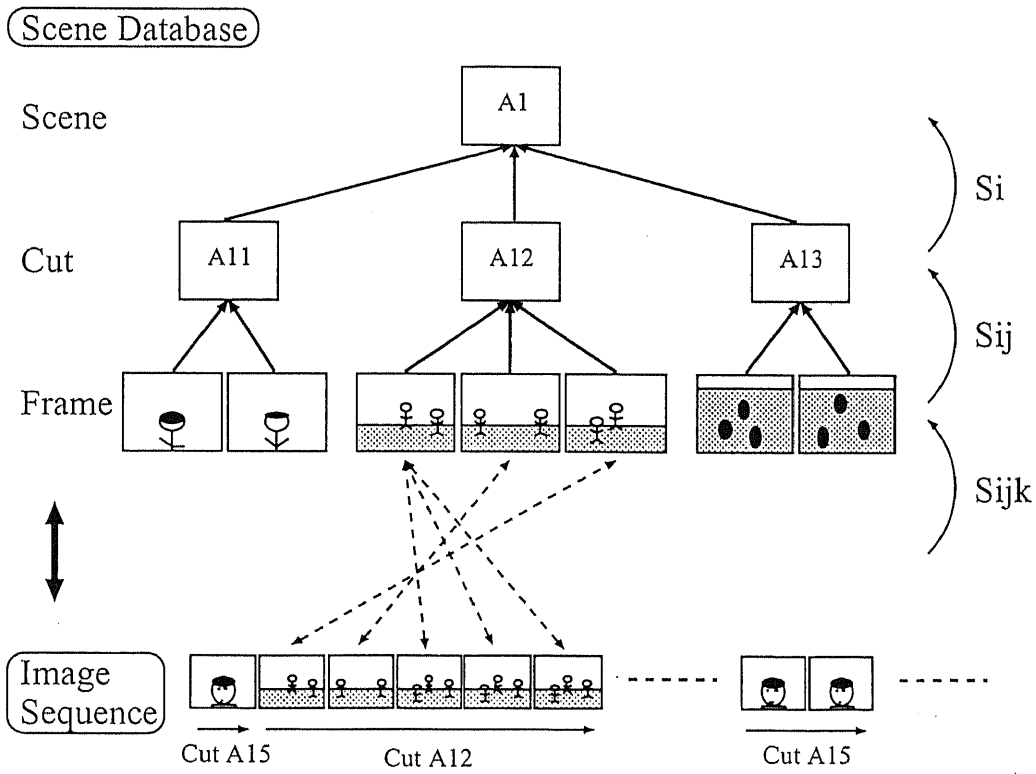 Scene Database
Scene
A1
Si
Cut
A11
A12
A13
Sij
Frame
Sijk
Image
Sequence
Cut A15
Cut A12
Cut A15